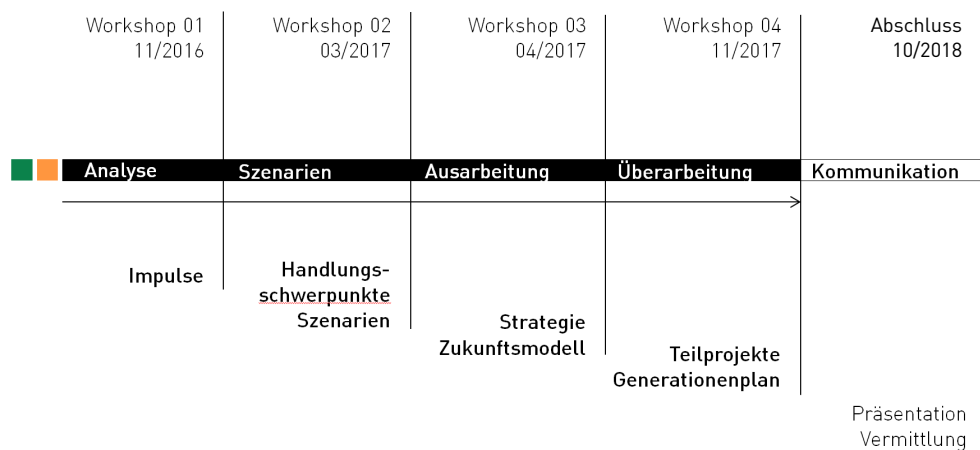 Workshop 01
11/2016
Workshop 02
03/2017
Workshop 03
04/2017
Workshop 04
11/2017
Abschluss
10/2018
Analyse
Szenarien
Ausarbeitung
Überarbeitung
Kommunikation
Impulse
Handlungs-
schwerpunkte
Szenarien
Strategie
Zukunftsmodell
Teilprojekte
Generationenplan
Präsentation
Vermittlung